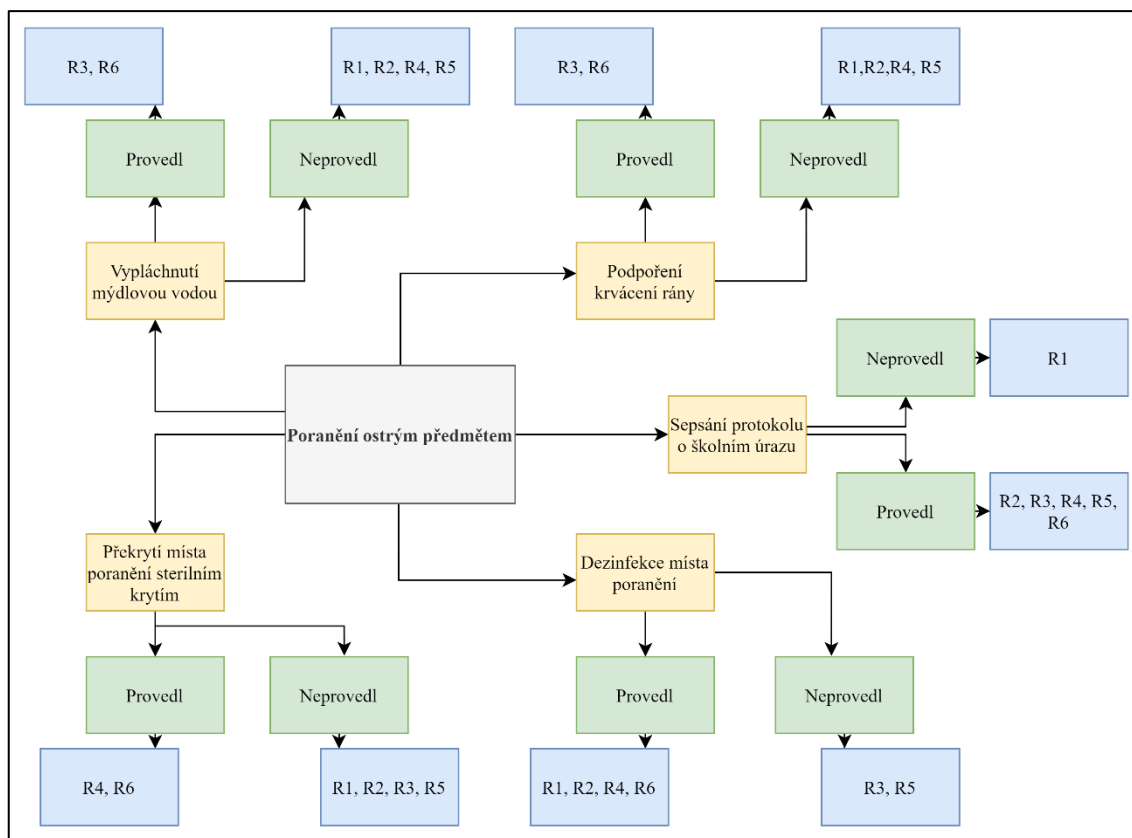 R3, R6
R1, R2, R4, R5
R3, R6
R1,R2,R4, R5
Provedl
Neprovedl
Provedl
Neprovedl
Vypláchnutí
mýdlovou vodou
Podpoření
krvácení rány
Neprovedl
R1
Poranění ostrým předmětem
Sepsání protokolu
o školním úrazu
Provedl
R2, R3, R4, R5,
R6
Překrytí místa
poranění sterilním
krytím
Dezinfekce místa
poranění
Provedl
Neprovedl
Provedl
Neprovedl
R4, R6
R1, R2, R3, R5
R1, R2, R4, R6
R3, R5